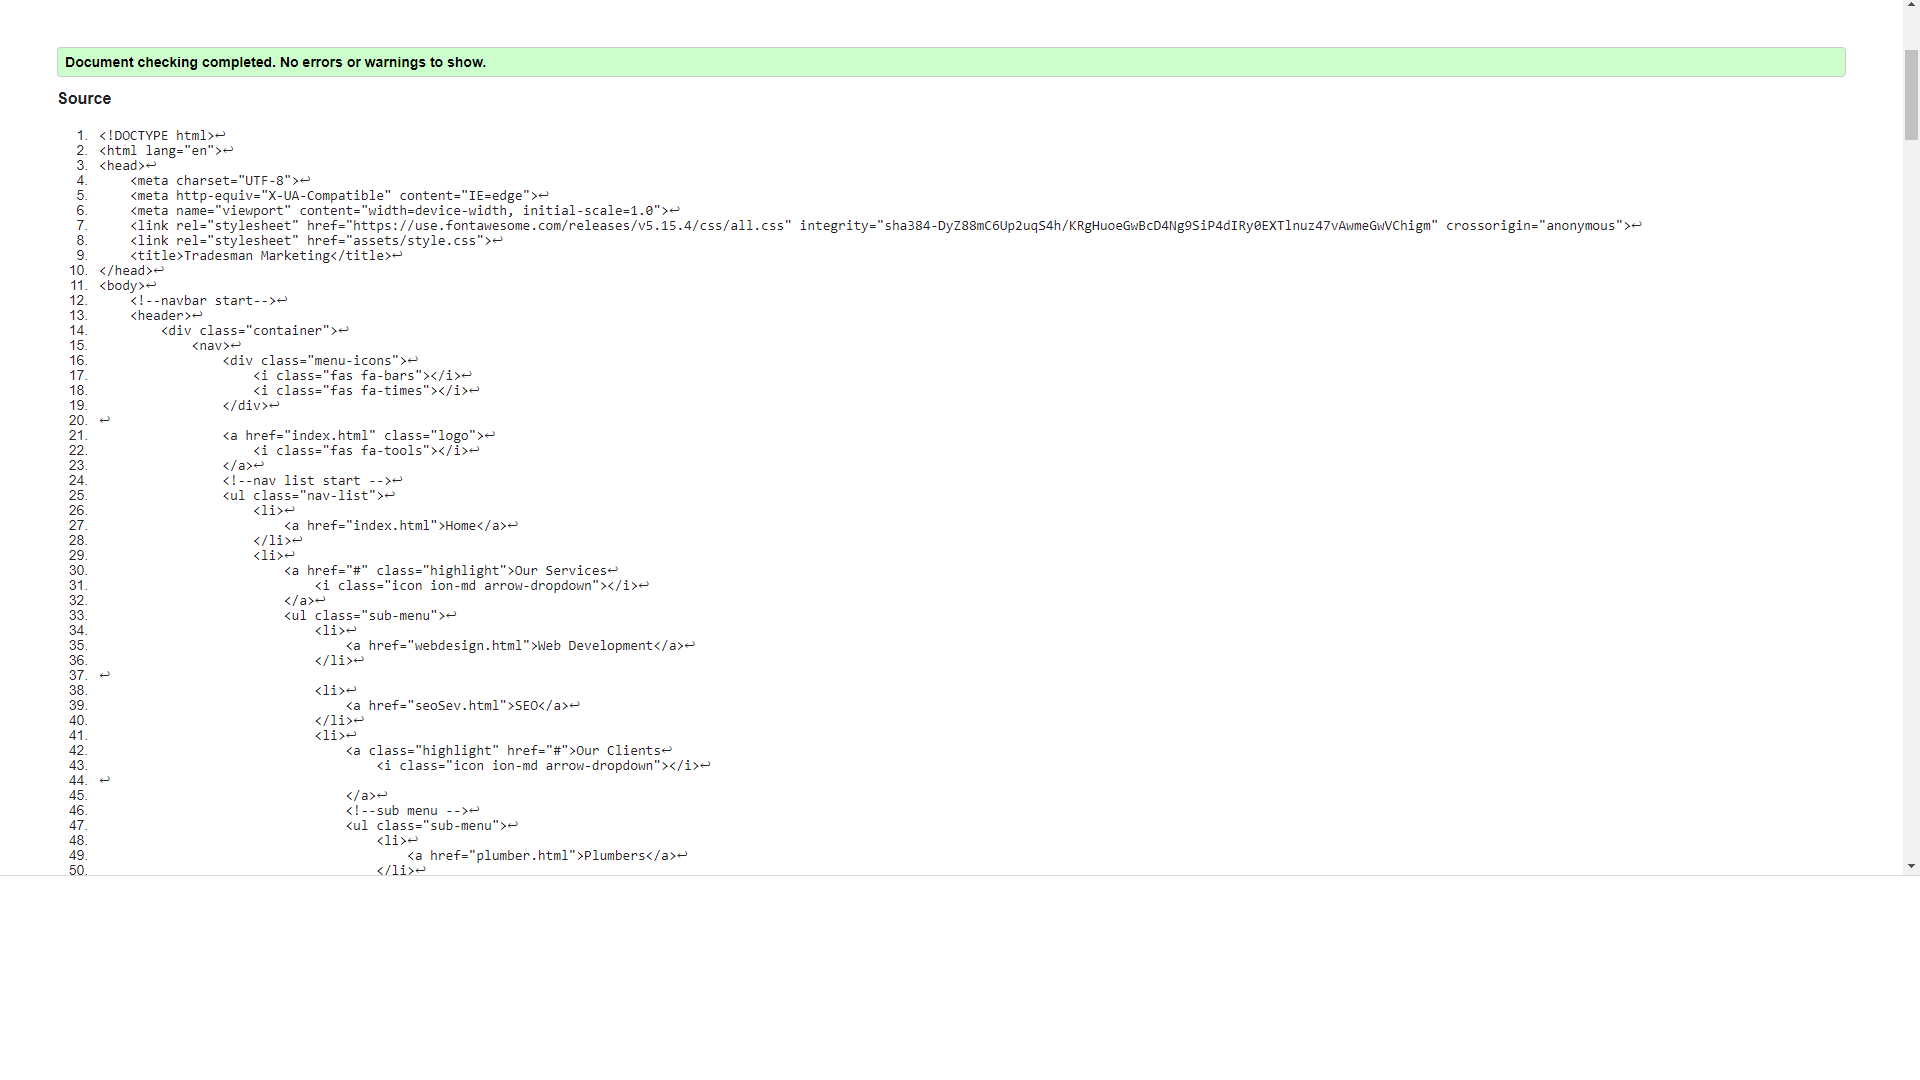 Document checking completed. No errors or warnings to show.
Source
1. <!DOCTYPE html>↩
2. <html lang="en">↩
3. <head>↩
4.     <meta charset="UTF-8">↩
5.     <meta http-equiv="X-UA-Compatible" content="IE=edge">↩
6.     <meta name="viewport" content="width=device-width, initial-scale=1.0">↩
7.     <link rel="stylesheet" href="https://use.fontawesome.com/releases/v5.15.4/css/all.css" integrity="sha384-DyZ88mC6Up2uqS4h/KRgHuoeGwBcD4Ng9SiP4dIRy0EXTlnuz47vAwmeGwVChigm" crossorigin="anonymous">↩
8.     <link rel="stylesheet" href="assets/style.css">↩
9.     <title>Tradesman Marketing</title>↩
10. </head>↩
11. <body>↩
12.     <!--navbar start-->↩
13.     <header>↩
14.         <div class="container">↩
15.             <nav>↩
16.                 <div class="menu-icons">↩
17.                     <i class="fas fa-bars"></i>↩
18.                     <i class="fas fa-times"></i>↩
19.                 </div>↩
20. ↩
21.                 <a href="index.html" class="logo">↩
22.                     <i class="fas fa-tools"></i>↩
23.                 </a>↩
24.                 <!--nav list start -->↩
25.                 <ul class="nav-list">↩
26.                     <li>↩
27.                         <a href="index.html">Home</a>↩
28.                     </li>↩
29.                     <li>↩
30.                         <a href="#" class="highlight">Our Services↩
31.                             <i class="icon ion-md arrow-dropdown"></i>↩
32.                         </a>↩
33.                         <ul class="sub-menu">↩
34.                             <li>↩
35.                                 <a href="webdesign.html">Web Development</a>↩
36.                             </li>↩
37. ↩
38.                             <li>↩
39.                                 <a href="seoSev.html">SEO</a>↩
40.                             </li>↩
41.                             <li>↩
42.                                 <a class="highlight" href="#">Our Clients↩
43.                                     <i class="icon ion-md arrow-dropdown"></i>↩
44. ↩
45.                                 </a>↩
46.                                 <!--sub menu -->↩
47.                                 <ul class="sub-menu">↩
48.                                     <li>↩
49.                                         <a href="plumber.html">Plumbers</a>↩
50.                                     </li>↩